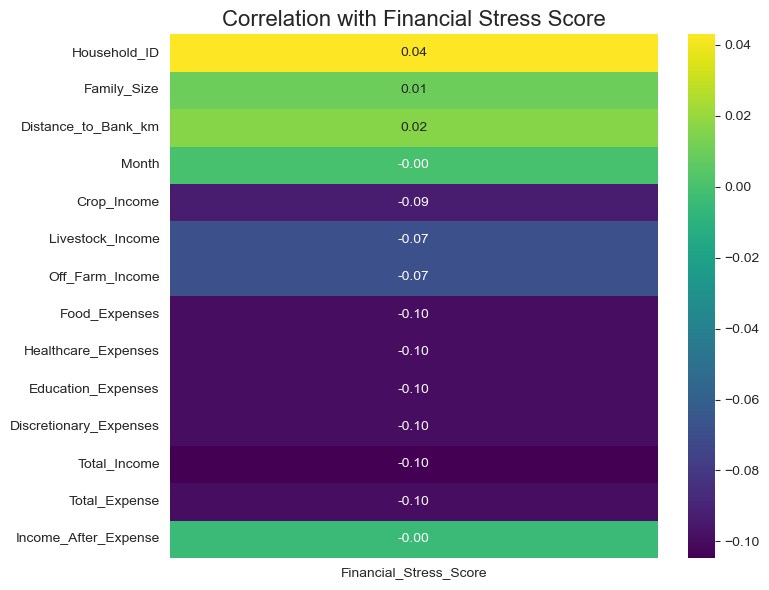 Correlation with Financial Stress Score
Household_ID 0.04
Family_Size 0.01
Distance_to_Bank_km 0.02
Month -0.00
Crop_Income -0.09
Livestock_Income -0.07
Off_Farm_Income -0.07
Food_Expenses -0.10
Healthcare_Expenses -0.10
Education_Expenses -0.10
Discretionary_Expenses -0.10
Total_Income -0.10
Total_Expense -0.10
Income_After_Expense -0.00
Financial_Stress_Score
0.04
0.02
0.00
−0.02
−0.04
−0.06
−0.08
−0.10